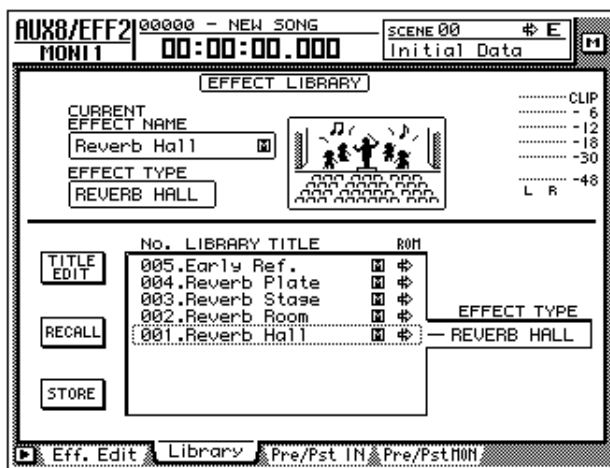 AUX8/EFF2 00000 - NEW SONG SCENE 00 E
MONI1 00:00:00.000 Initial Data M
EFFECT LIBRARY
CURRENT
EFFECT NAME
Reverb Hall M
EFFECT TYPE
REVERB HALL
CLIP
- 6
-12
-18
-30
-48
L R
No. LIBRARY TITLE ROM
005.Early Ref. M
004.Reverb Plate M
003.Reverb Stage M
002.Reverb Room M
001.Reverb Hall M
EFFECT TYPE
REVERB HALL
TITLE
EDIT
RECALL
STORE
Eff. Edit Library Pre/Pst IN Pre/PstMON